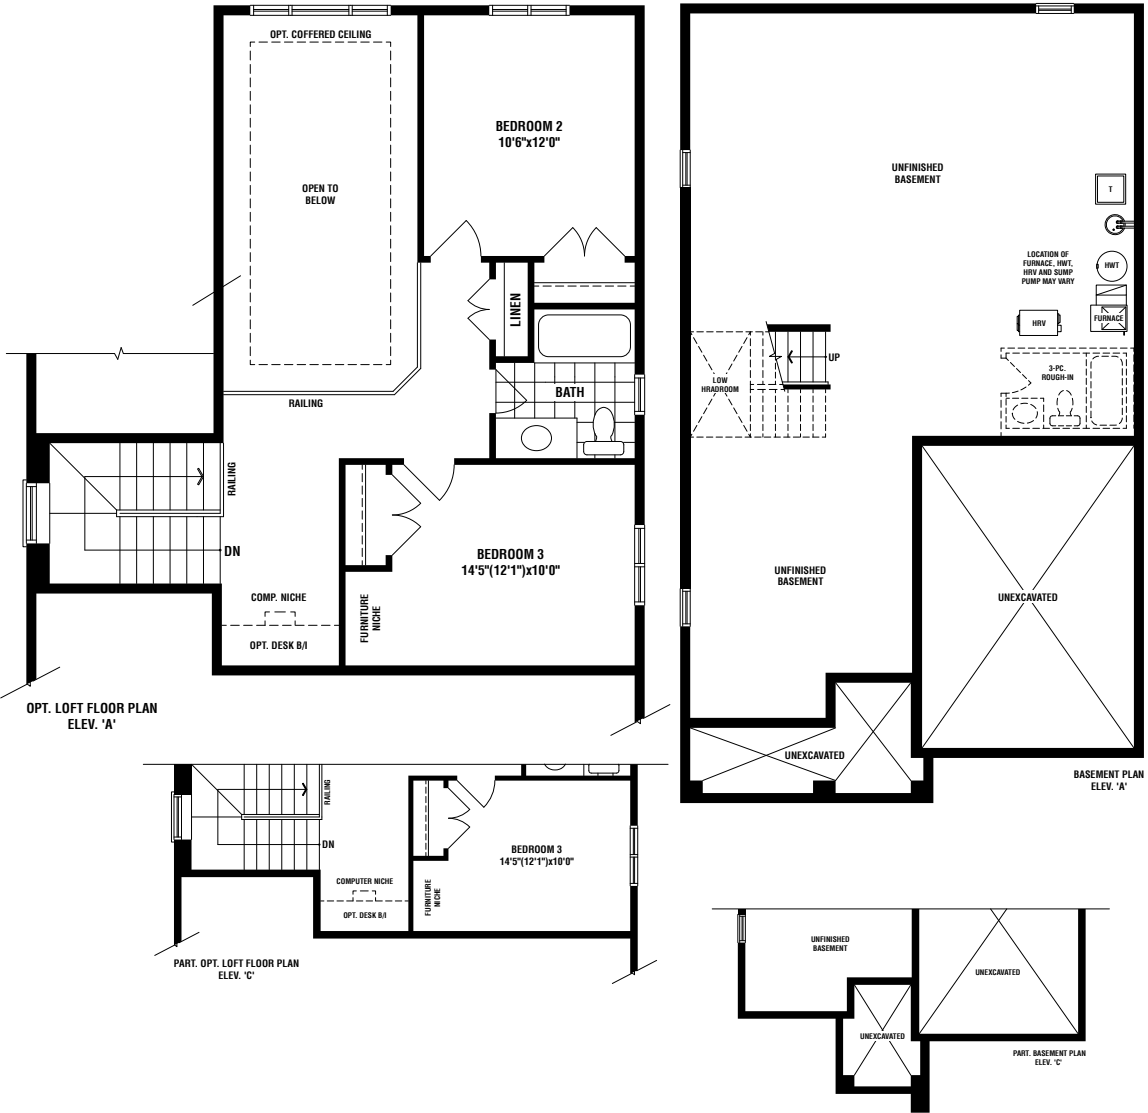 OPT. COFFERED CEILING
BEDROOM 2
10'6"x12'0"
OPEN TO
BELOW
LINEN
RAILING
BATH
RAILING
DN
BEDROOM 3
14'5"(12'1")x10'0"
COMP. NICHE
OPT. DESK B/I
FURNITURE
NICHE
OPT. LOFT FLOOR PLAN
ELEV. 'A'
UNFINISHED
BASEMENT
T
LOCATION OF
FURNACE, HWT,
HRV AND SUMP
PUMP MAY VARY
HWT
HRV
FURNACE
UP
LOW
HRADROOM
3-PC.
ROUGH-IN
UNFINISHED
BASEMENT
UNEXCAVATED
UNEXCAVATED
BASEMENT PLAN
ELEV. 'A'
RAILING
DN
BEDROOM 3
14'5"(12'1")x10'0"
COMPUTER NICHE
OPT. DESK B/I
FURNITURE
NICHE
PART. OPT. LOFT FLOOR PLAN
ELEV. 'C'
UNFINISHED
BASEMENT
UNEXCAVATED
UNEXCAVATED
PART. BASEMENT PLAN
ELEV. 'C'